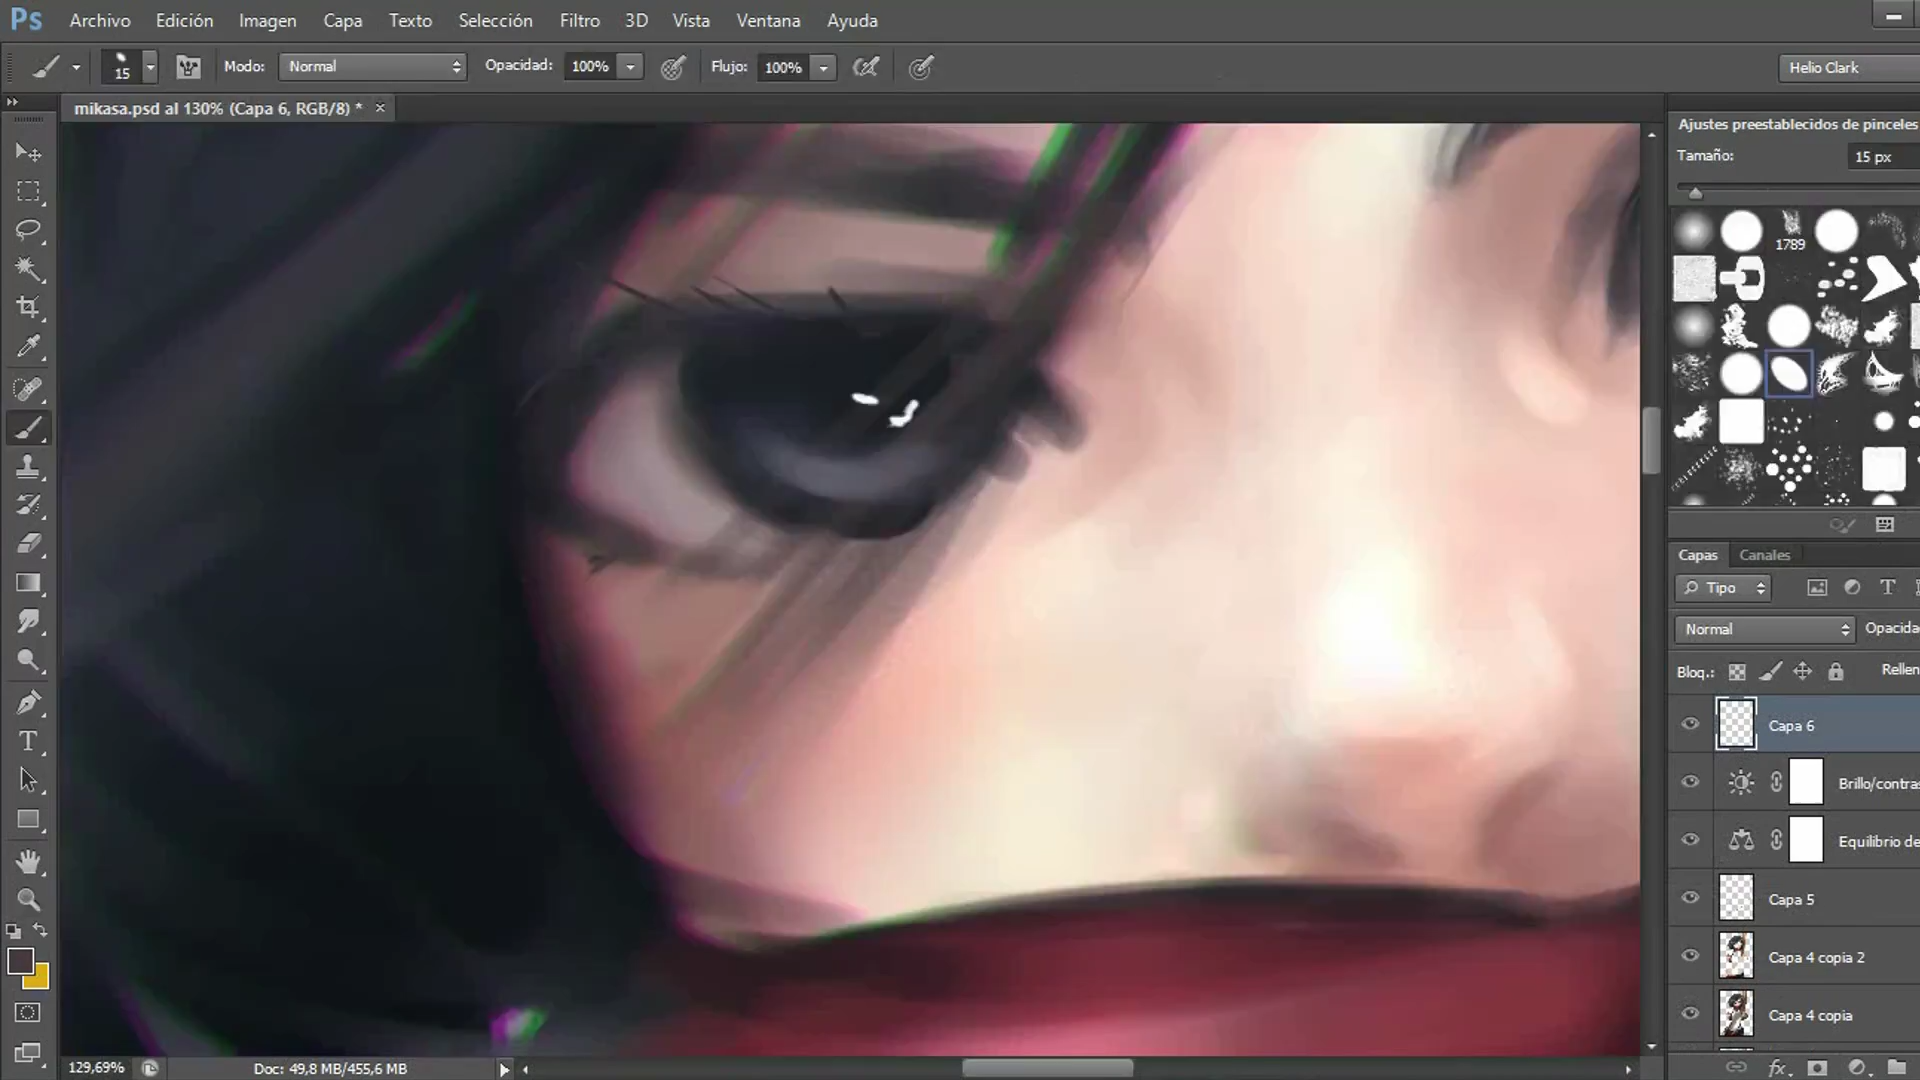 Ps Archivo Edición Imagen Capa Texto Selección Filtro 3D Vista Ventana Ayuda
15 Modo: Normal Opacidad: 100% Flujo: 100% Helio Clark
mikasa.psd al 130% (Capa 6, RGB/8) * ×
Ajustes preestablecidos de pinceles
Tamaño: 15 px
1789
Capas Canales
Tipo
Normal Opacida
Bloq.: Rellen
Capa 6
Brillo/contras
Equilibrio de
Capa 5
Capa 4 copia 2
Capa 4 copia
129,69% Doc: 49,8 MB/455,6 MB